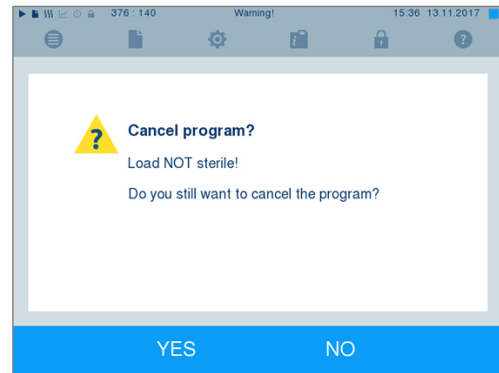 376 : 140 Warning! 15:36 13.11.2017
Cancel program?
Load NOT sterile!
Do you still want to cancel the program?
YES NO